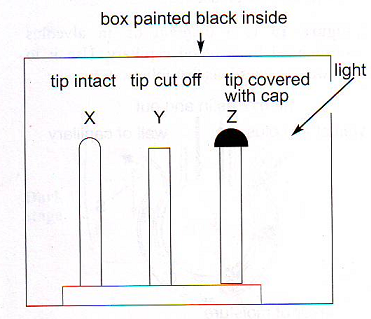 box painted black inside
light
tip intact tip cut off tip covered
with cap
X Y Z